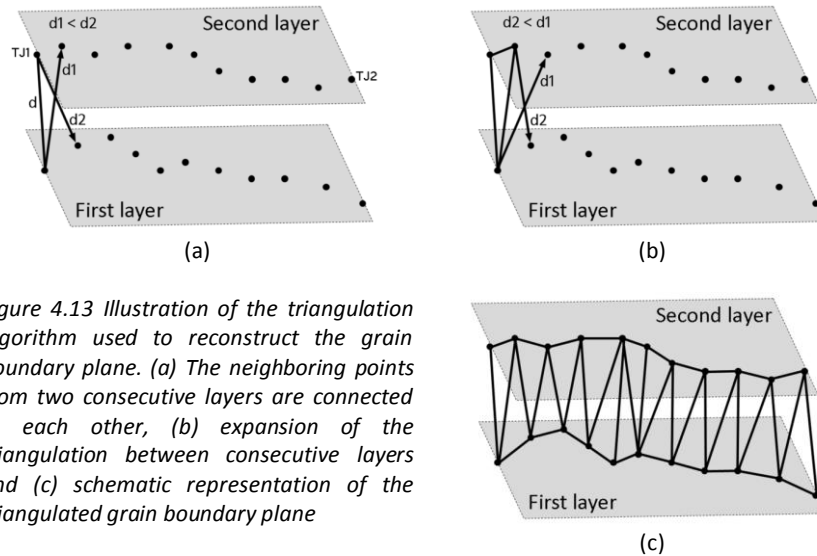 d1 < d2
Second layer
TJ1
TJ2
d
d1
d2
First layer
(a)
d2 < d1
Second layer
d1
d2
First layer
(b)
gure 4.13 Illustration of the triangulation
gorithm used to reconstruct the grain
oundary plane. (a) The neighboring points
om two consecutive layers are connected
each other, (b) expansion of the
iangulation between consecutive layers
nd (c) schematic representation of the
iangulated grain boundary plane
Second layer
First layer
(c)